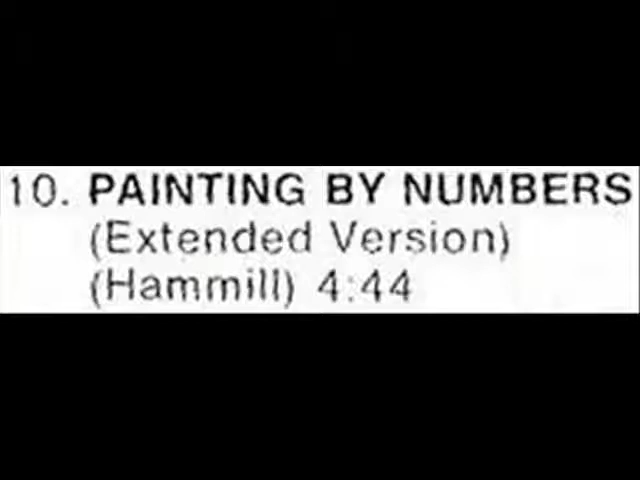 10. PAINTING BY NUMBERS
(Extended Version)
(Hammill) 4:44